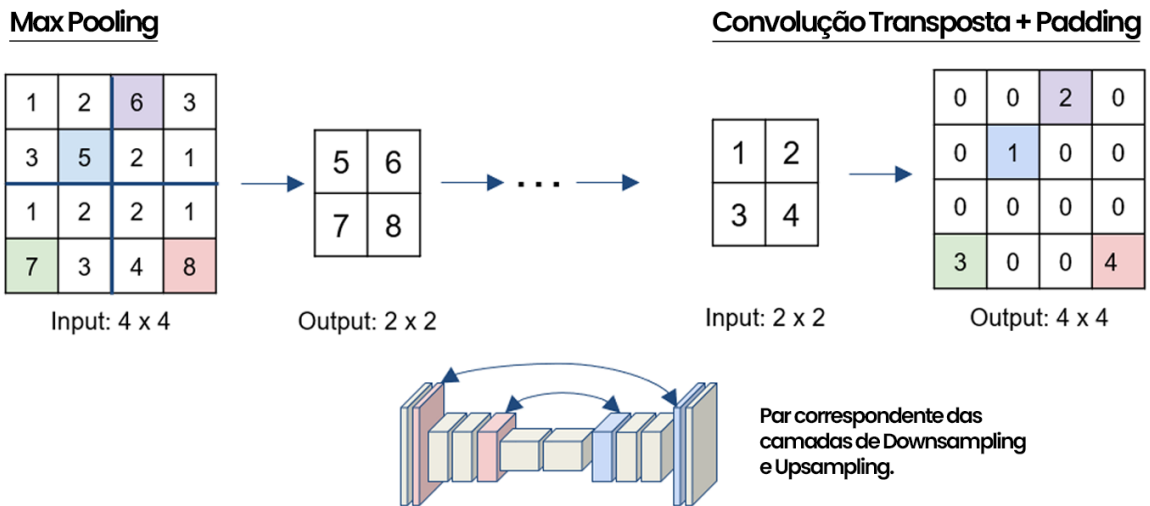 Max Pooling
Convolução Transposta + Padding
1 2 6 3
3 5 2 1
1 2 2 1
7 3 4 8
Input: 4 x 4
5 6
7 8
Output: 2 x 2
...
1 2
3 4
Input: 2 x 2
0 0 2 0
0 1 0 0
0 0 0 0
3 0 0 4
Output: 4 x 4
Par correspondente das
camadas de Downsampling
e Upsampling.